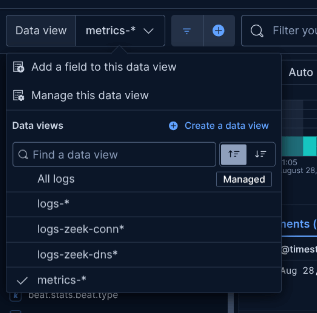 Data view metrics-* Filter you
Add a field to this data view
Auto
Manage this data view
Data views Create a data view
Find a data view
1:05
All logs Managed
August 28,
logs-*
logs-zeek-conn*
ments (
logs-zeek-dns*
@timest
Aug 28,
metrics-*
beat.stats.beat.type